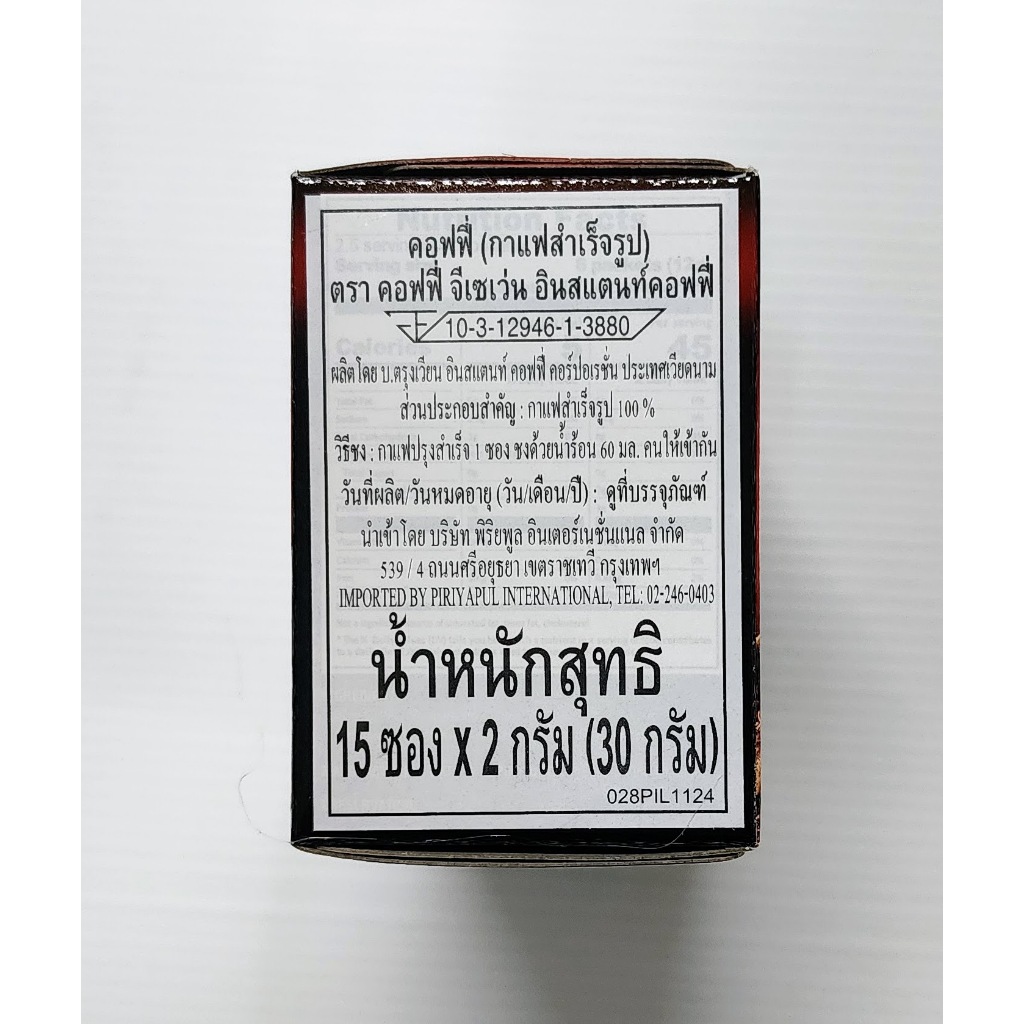 คอฟฟี่ (กาแฟสำเร็จรูป)
ตรา คอฟฟี่ จีเซเว่น อินสแตนท์คอฟฟี่
10-3-12946-1-3880
ผลิตโดย บ.ตรุงเวียน อินสแตนท์ คอฟฟี่ คอร์ปอเรชั่น ประเทศเวียดนาม
ส่วนประกอบสำคัญ : กาแฟสำเร็จรูป 100 %
วิธีชง : กาแฟปรุงสำเร็จ 1 ซอง ชงด้วยน้ำร้อน 60 มล. คนให้เข้ากัน
วันที่ผลิต/วันหมดอายุ (วัน/เดือน/ปี) : ดูที่บรรจุภัณฑ์
นำเข้าโดย บริษัท พิริยพูล อินเตอร์เนชั่นแนล จำกัด
539 / 4 ถนนศรีอยุธยา เขตราชเทวี กรุงเทพฯ
IMPORTED BY PIRIYAPUL INTERNATIONAL, TEL: 02-246-0403
น้ำหนักสุทธิ
15 ซอง x 2 กรัม (30 กรัม)
028PIL1124